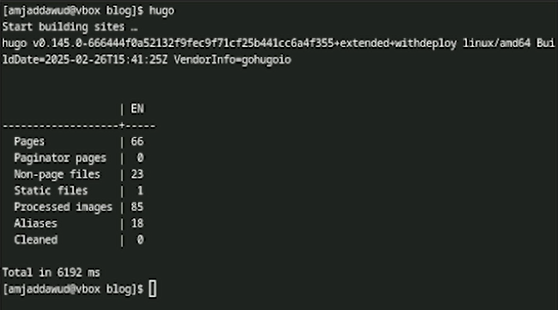 [amjaddawud@vbox blog]$ hugo
Start building sites …
hugo v0.145.0-666444f0a52132f9fec9f71cf25b441cc6a4f355+extended+withdeploy linux/amd64 Bui
ldDate=2025-02-26T15:41:25Z VendorInfo=gohugoio
                   | EN
-------------------+-----
  Pages            | 66
  Paginator pages  |  0
  Non-page files   | 23
  Static files     |  1
  Processed images | 85
  Aliases          | 18
  Cleaned          |  0
Total in 6192 ms
[amjaddawud@vbox blog]$